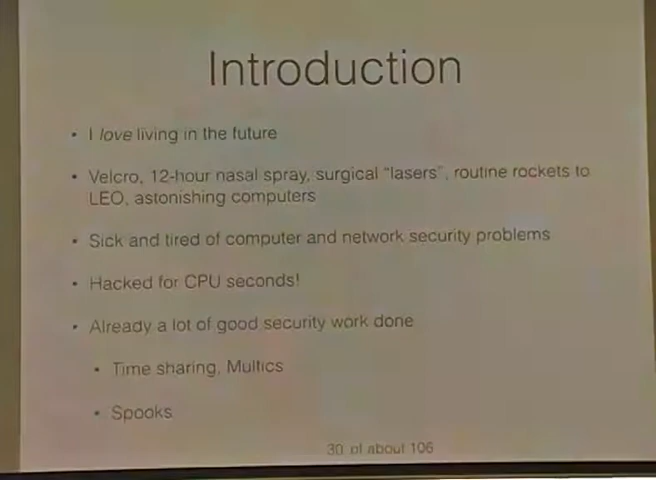 Introduction
• I love living in the future
• Velcro, 12-hour nasal spray, surgical "lasers", routine rockets to
LEO, astonishing computers
• Sick and tired of computer and network security problems
• Hacked for CPU seconds!
• Already a lot of good security work done
• Time sharing, Multics
• Spooks
30 of about 106